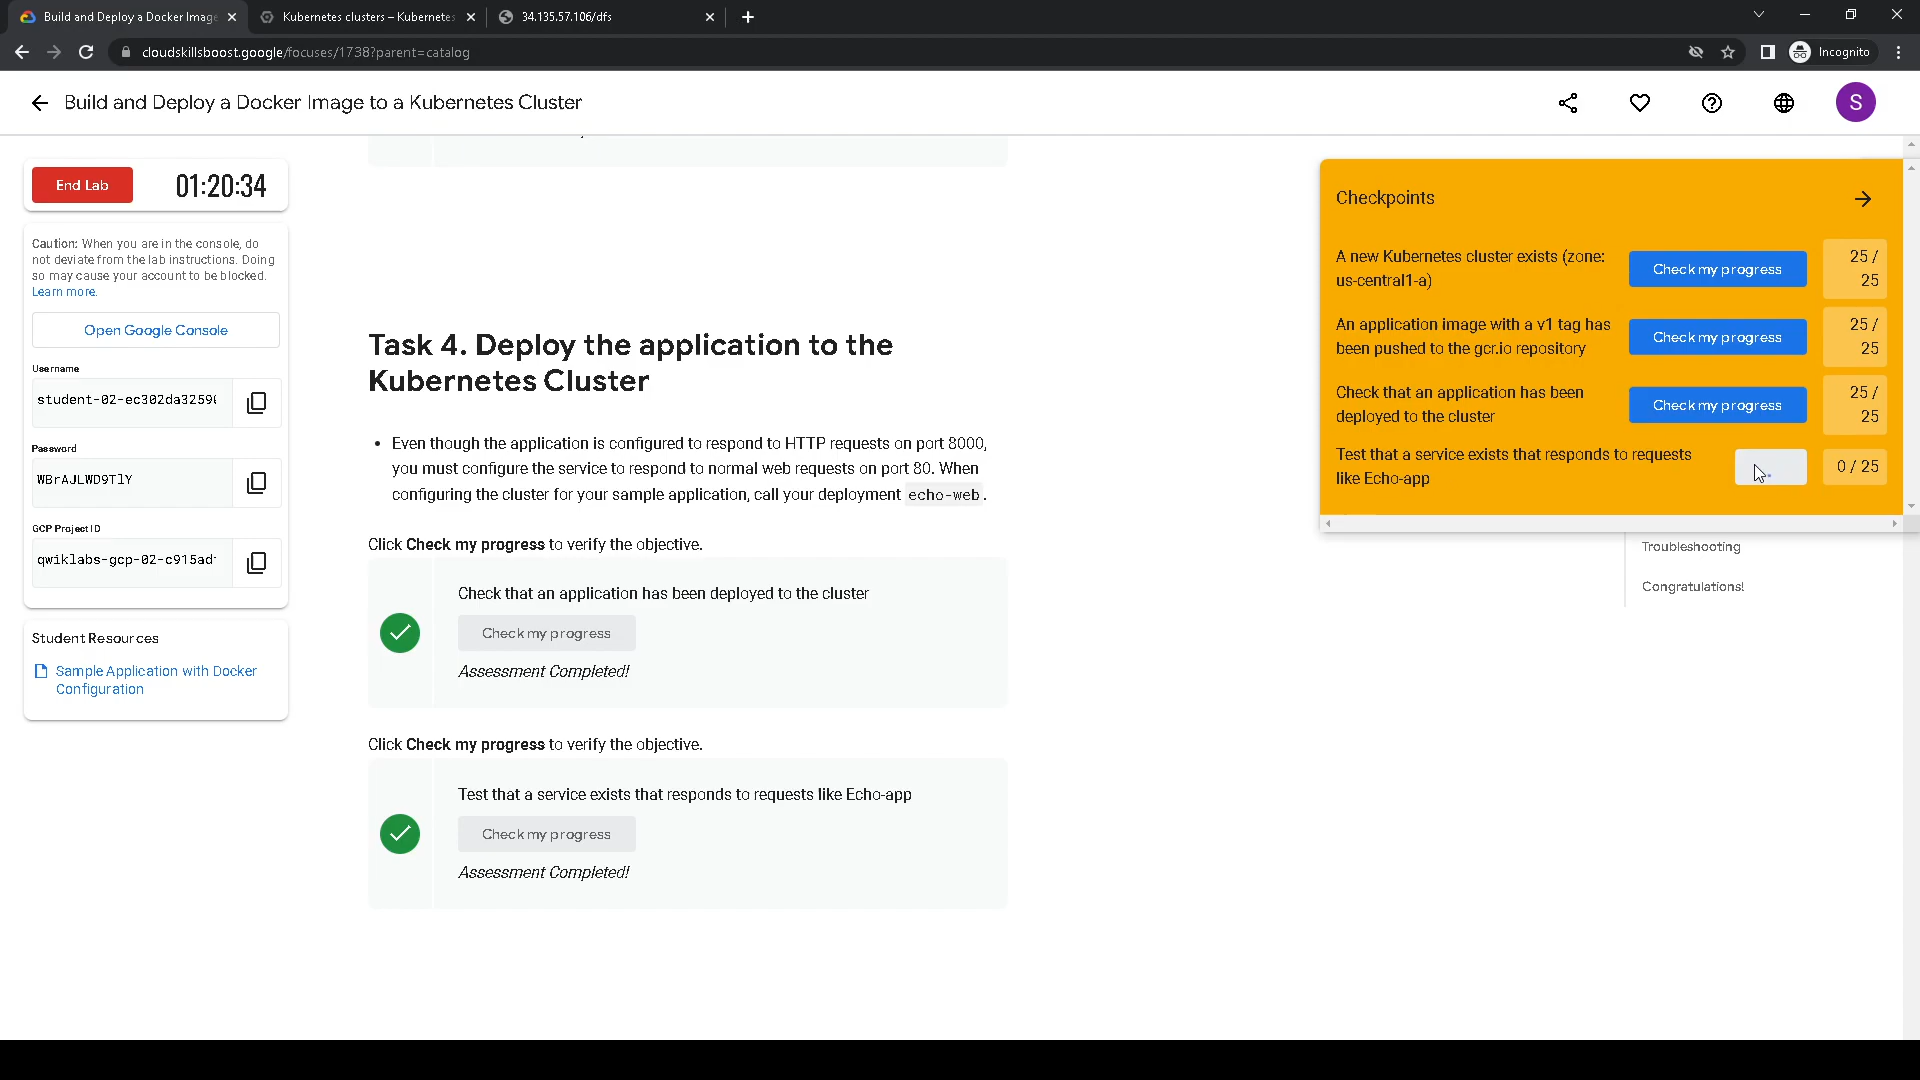 Build and Deploy a Docker Image
Kubernetes clusters – Kubernetes
34.135.57.106/dfs
cloudskillsboost.google/focuses/1738?parent=catalog
Incognito
Build and Deploy a Docker Image to a Kubernetes Cluster
S
End Lab
01:20:34
Caution: When you are in the console, do
not deviate from the lab instructions. Doing
so may cause your account to be blocked.
Learn more.
Open Google Console
Username
student-02-ec302da3259
Password
WBrAJLWD9TlY
GCP Project ID
qwiklabs-gcp-02-c915ad
Student Resources
Sample Application with Docker
Configuration
Task 4. Deploy the application to the
Kubernetes Cluster
• Even though the application is configured to respond to HTTP requests on port 8000,
you must configure the service to respond to normal web requests on port 80. When
configuring the cluster for your sample application, call your deployment echo-web.
Click Check my progress to verify the objective.
Check that an application has been deployed to the cluster
Check my progress
Assessment Completed!
Click Check my progress to verify the objective.
Test that a service exists that responds to requests like Echo-app
Check my progress
Assessment Completed!
Checkpoints
A new Kubernetes cluster exists (zone:
us-central1-a)
Check my progress
25 /
25
An application image with a v1 tag has
been pushed to the gcr.io repository
Check my progress
25 /
25
Check that an application has been
deployed to the cluster
Check my progress
25 /
25
Test that a service exists that responds to requests
like Echo-app
0 / 25
Troubleshooting
Congratulations!